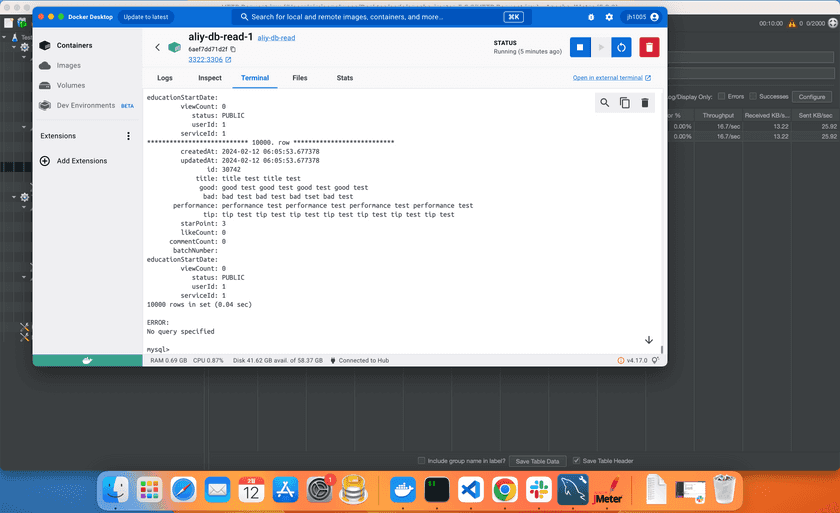 Docker Desktop
Update to latest
Search for local and remote images, containers, and more...
⌘K
jh1005
Containers
Images
Volumes
Dev Environments
BETA
Extensions
Add Extensions
aliy-db-read-1
aliy-db-read
6aef7dd71d2f
3322:3306
STATUS
Running (5 minutes ago)
Logs
Inspect
Terminal
Files
Stats
Open in external terminal
educationStartDate:
viewCount: 0
status: PUBLIC
userId: 1
serviceId: 1
*************************** 10000. row ***************************
createdAt: 2024-02-12 06:05:53.677378
updatedAt: 2024-02-12 06:05:53.677378
id: 30742
title: title test title test
good: good test good test good test good test
bad: bad test bad test bad tset bad test
performance: performance test performance test performance test performance test
tip: tip test tip test tip test tip test tip test tip test tip test
starPoint: 3
likeCount: 0
commentCount: 0
batchNumber:
educationStartDate:
viewCount: 0
status: PUBLIC
userId: 1
serviceId: 1
10000 rows in set (0.04 sec)
ERROR:
No query specified
mysql>
RAM 0.69 GB CPU 0.87% Disk 41.62 GB avail. of 58.37 GB Connected to Hub
v4.17.0
00:10:00
0
0/2000
Log/Display Only:
Errors
Successes
Configure
Throughput
Received KB/s...
Sent KB/sec
0.00%
16.7/sec
13.22
25.92
0.00%
16.7/sec
13.22
25.92
Include group name in label?
Save Table Data
Save Table Header
2월
12
1
JMeter